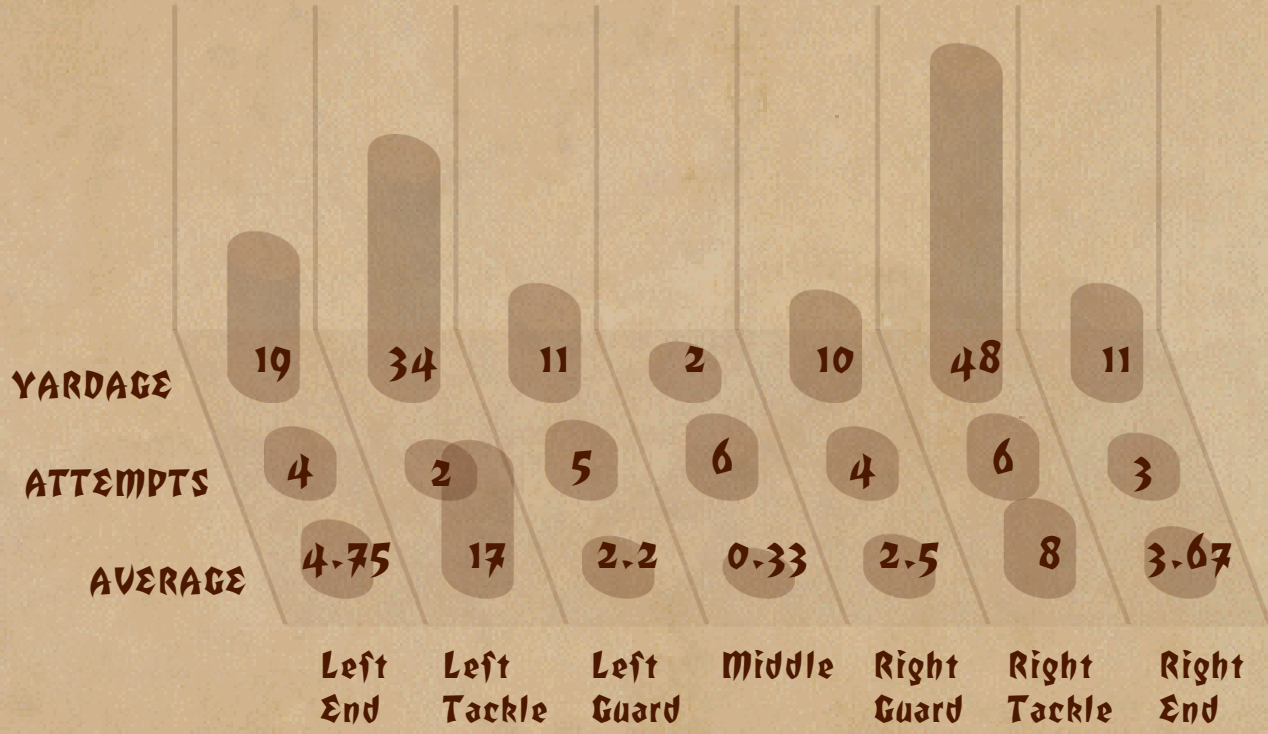 YARDAGE 19 34 11 2 10 48 11
ATTEMPTS 4 2 5 6 4 6 3
AVERAGE 4.75 17 2.2 0.33 2.5 8 3.67
Left Left Left Middle Right Right Right
End Tackle Guard Guard Tackle End